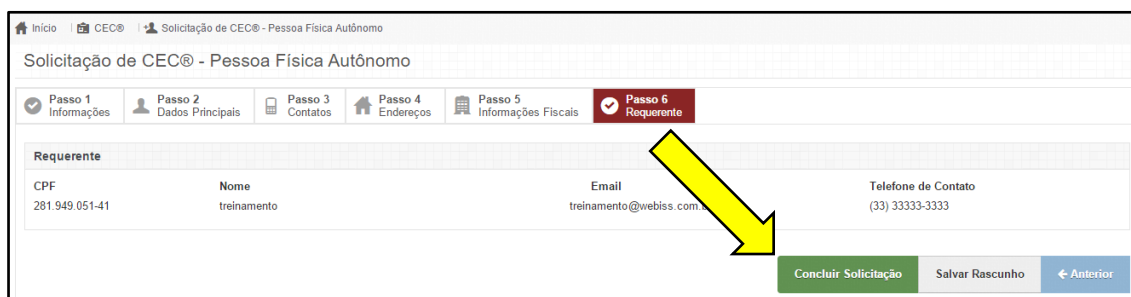 Início CEC® Solicitação de CEC® - Pessoa Física Autônomo
Solicitação de CEC® - Pessoa Física Autônomo
Passo 1 Passo 2 Passo 3 Passo 4 Passo 5 Passo 6
Informações Dados Principais Contatos Endereços Informações Fiscais Requerente
Requerente
CPF Nome Email Telefone de Contato
281.949.051-41 treinamento treinamento@webiss.com. (33) 33333-3333
Concluir Solicitação Salvar Rascunho Anterior